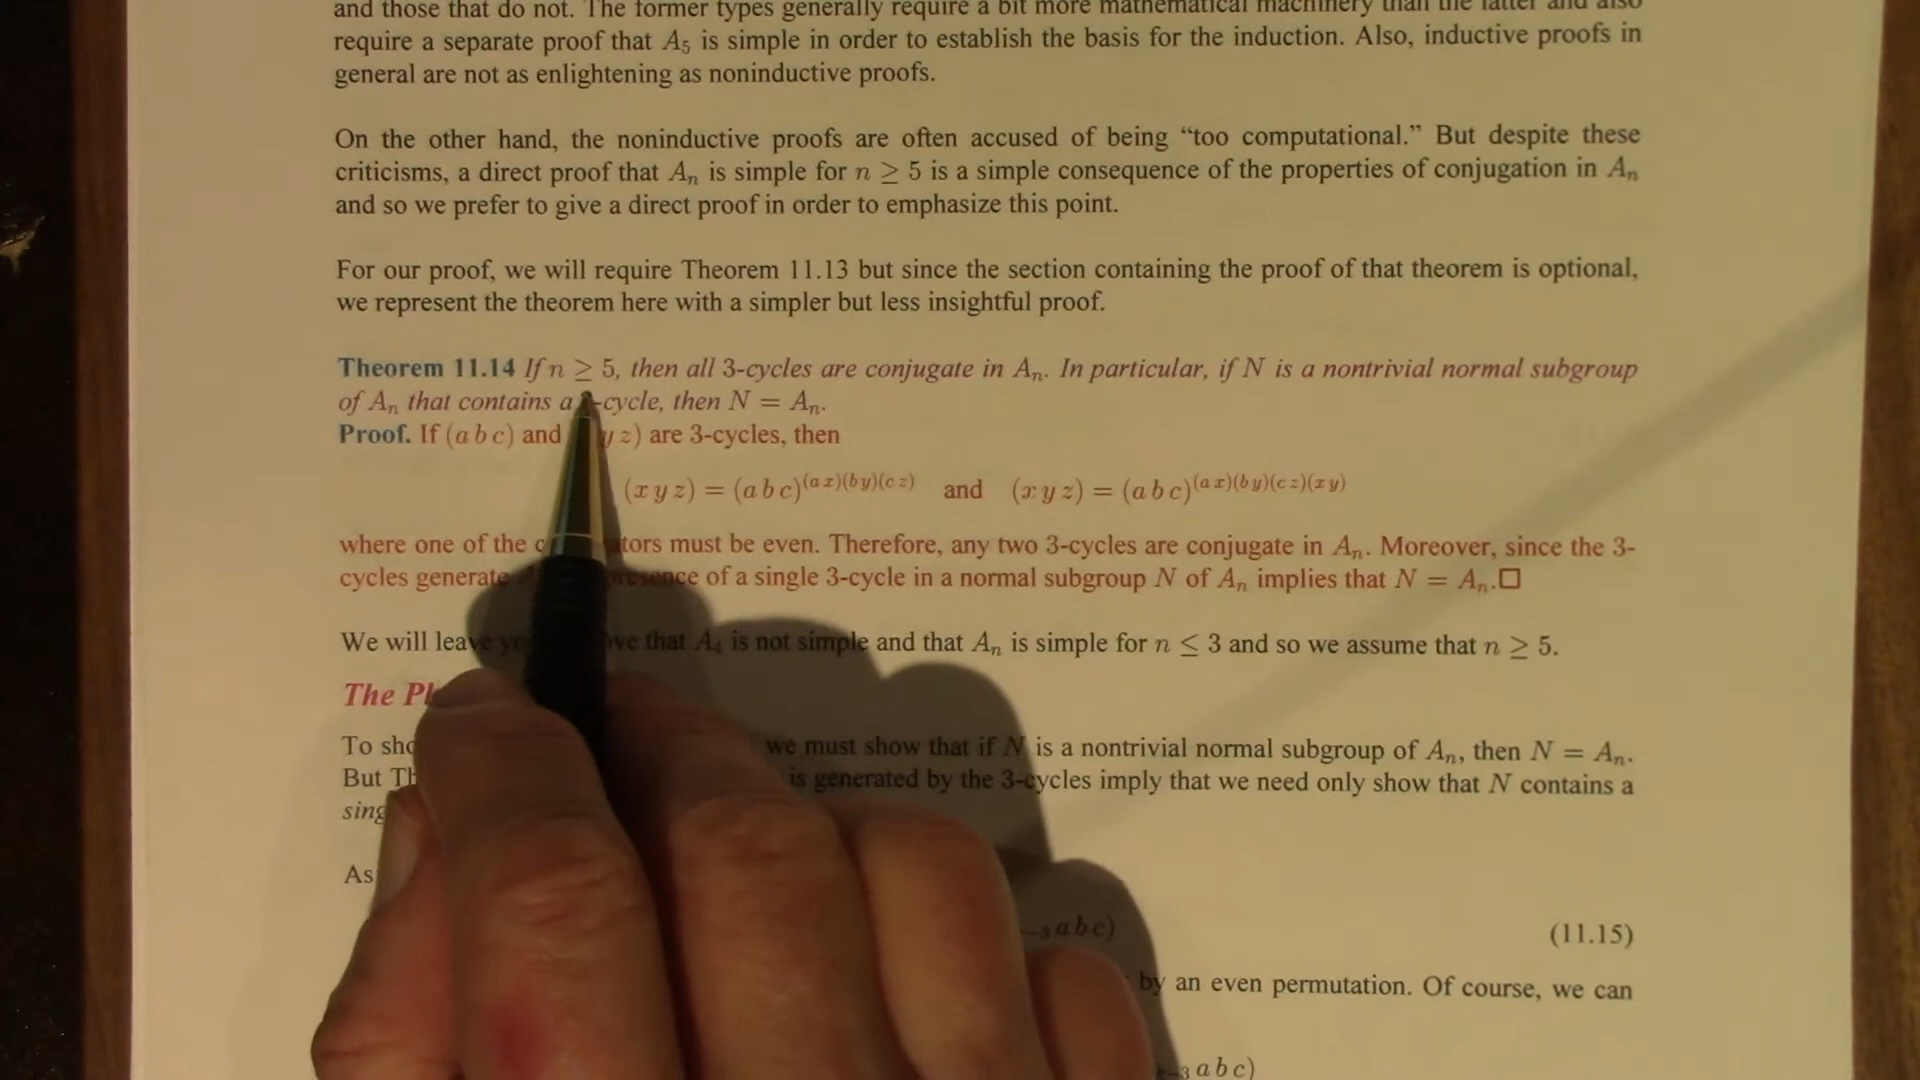 and those that do not. The former types generally require a bit more mathematical machinery than the latter and also
require a separate proof that A₅ is simple in order to establish the basis for the induction. Also, inductive proofs in
general are not as enlightening as noninductive proofs.
On the other hand, the noninductive proofs are often accused of being “too computational.” But despite these
criticisms, a direct proof that Aₙ is simple for n ≥ 5 is a simple consequence of the properties of conjugation in Aₙ
and so we prefer to give a direct proof in order to emphasize this point.
For our proof, we will require Theorem 11.13 but since the section containing the proof of that theorem is optional,
we represent the theorem here with a simpler but less insightful proof.
Theorem 11.14 If n ≥ 5, then all 3-cycles are conjugate in Aₙ. In particular, if N is a nontrivial normal subgroup
of Aₙ that contains a -cycle, then N = Aₙ.
Proof. If (a b c) and y z) are 3-cycles, then
(x y z) = (a b c)^(a x)(b y)(c z) and (x y z) = (a b c)^(a x)(b y)(c z)(x y)
where one of the must be even. Therefore, any two 3-cycles are conjugate in Aₙ. Moreover, since the 3-
cycles generate presence of a single 3-cycle in a normal subgroup N of Aₙ implies that N = Aₙ.□
We will leave that A₄ is not simple and that Aₙ is simple for n ≤ 3 and so we assume that n ≥ 5.
The
To we must show that if N is a nontrivial normal subgroup of Aₙ, then N = Aₙ.
But is generated by the 3-cycles imply that we need only show that N contains a
As
a b c) (11.15)
by an even permutation. Of course, we can
₃ a b c)